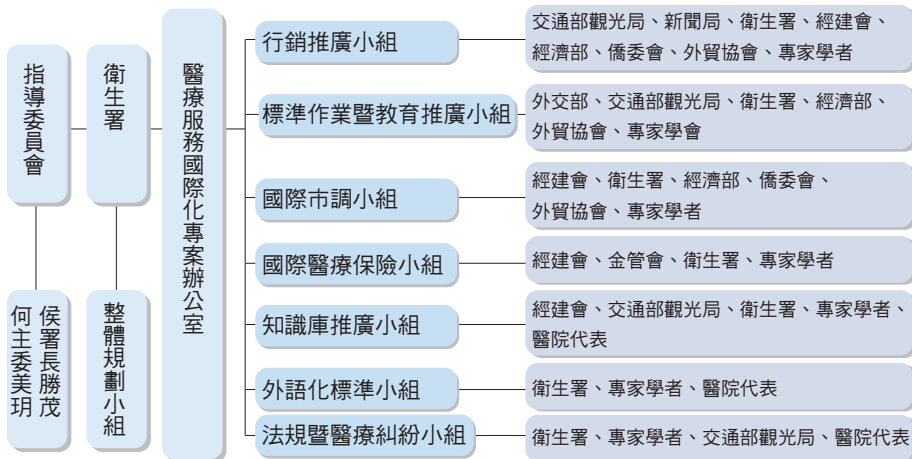 指導委員會
侯署長勝茂
何主委美玥
衛生署
整體規劃小組
醫療服務國際化專案辦公室
行銷推廣小組
交通部觀光局、新聞局、衛生署、經建會、
經濟部、僑委會、外貿協會、專家學者
標準作業暨教育推廣小組
外交部、交通部觀光局、衛生署、經濟部、
外貿協會、專家學會
國際市調小組
經建會、衛生署、經濟部、僑委會、
外貿協會、專家學者
國際醫療保險小組
經建會、金管會、衛生署、專家學者
知識庫推廣小組
經建會、交通部觀光局、衛生署、專家學者、
醫院代表
外語化標準小組
衛生署、專家學者、醫院代表
法規暨醫療糾紛小組
衛生署、專家學者、交通部觀光局、醫院代表